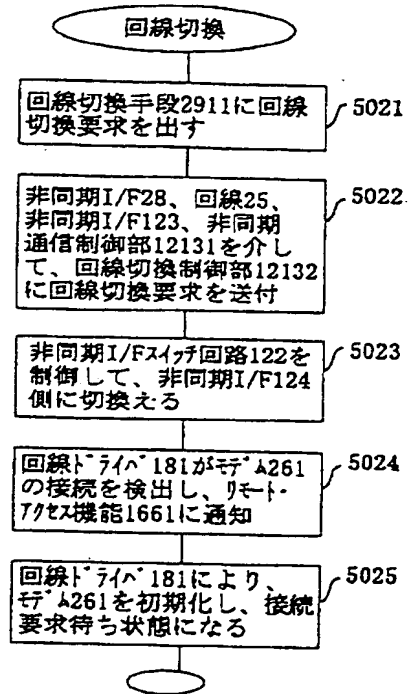 回線切換
回線切換手段2911に回線
切換要求を出す
5021
非同期I/F28、回線25、
非同期I/F123、非同期
通信制御部12131を介し
て、回線切換制御部12132
に回線切換要求を送付
5022
非同期I/Fスイッチ回路122を
制御して、非同期I/F124
側に切換える
5023
回線ドライバ181がモデム261
の接続を検出し、リモート・
アクセス機能1661に通知
5024
回線ドライバ181により、
モデム261を初期化し、接続
要求待ち状態になる
5025